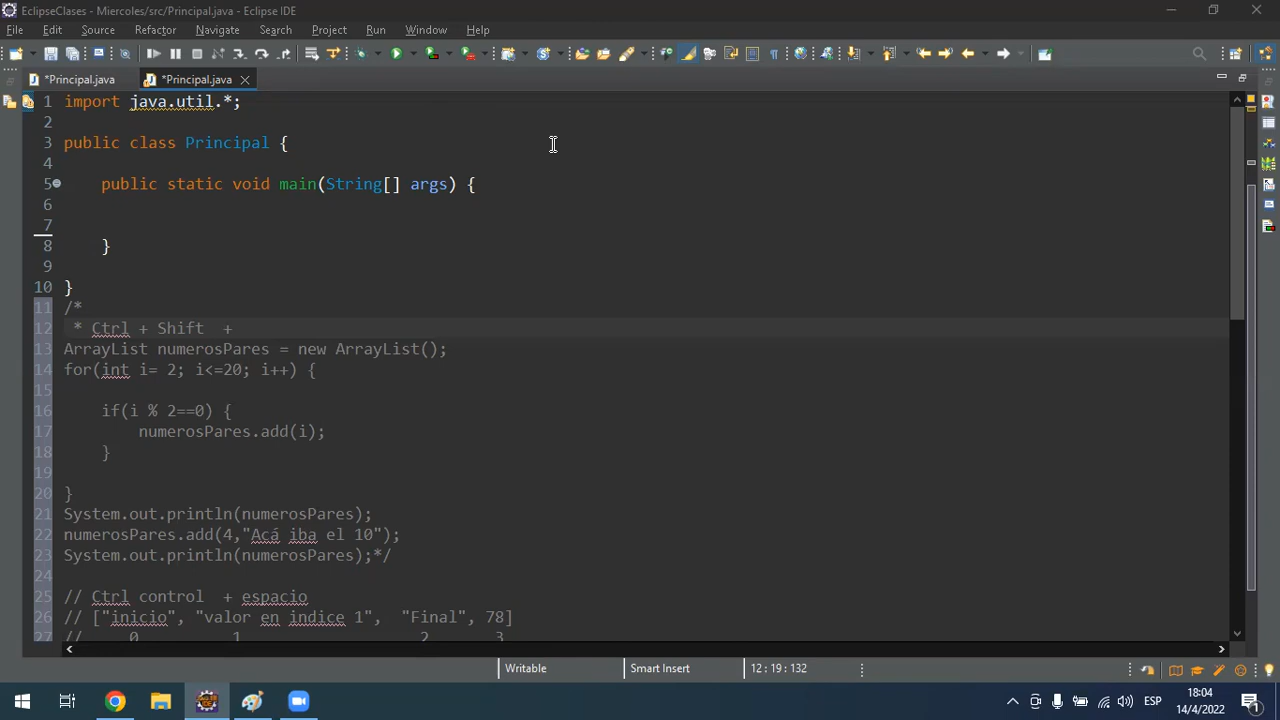 EclipseClases - Miercoles/src/Principal.java - Eclipse IDE
File Edit Source Refactor Navigate Search Project Run Window Help
*Principal.java *Principal.java
1 import java.util.*;
2
3 public class Principal {
4
5 public static void main(String[] args) {
6
7
8 }
9
10 }
11 /*
12 * Ctrl + Shift +
13 ArrayList numerosPares = new ArrayList();
14 for(int i= 2; i<=20; i++) {
15
16 if(i % 2==0) {
17 numerosPares.add(i);
18 }
19
20 }
21 System.out.println(numerosPares);
22 numerosPares.add(4,"Acá iba el 10");
23 System.out.println(numerosPares);*/
24
25 // Ctrl control + espacio
26 // ["inicio", "valor en indice 1", "Final", 78]
27 // 0 1 2 3
Writable Smart Insert 12 : 19 : 132
ESP 18:04
14/4/2022